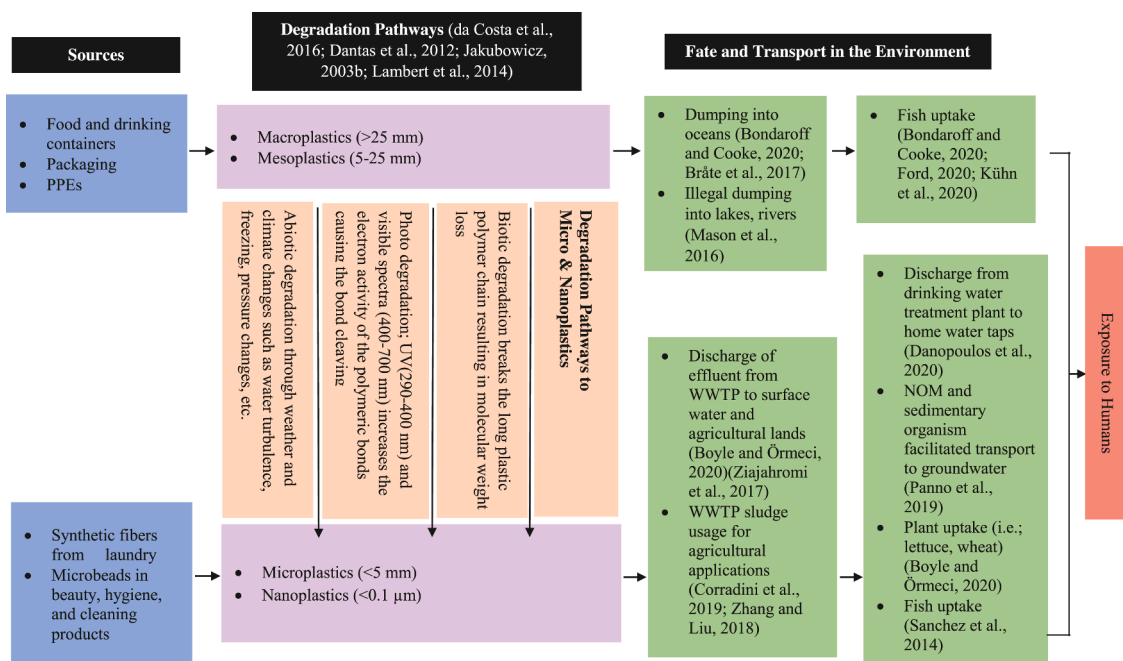 Sources
Degradation Pathways (da Costa et al.,
2016; Dantas et al., 2012; Jakubowicz,
2003b; Lambert et al., 2014)
Fate and Transport in the Environment
• Food and drinking
containers
• Packaging
• PPEs
• Macroplastics (>25 mm)
• Mesoplastics (5-25 mm)
• Dumping into
oceans (Bondaroff
and Cooke, 2020;
Bråte et al., 2017)
• Illegal dumping
into lakes, rivers
(Mason et al.,
2016)
• Fish uptake
(Bondaroff and
Cooke, 2020;
Ford, 2020; Kühn
et al., 2020)
Abiotic degradation through weather and
climate changes such as water turbulence,
freezing, pressure changes, etc.
Photo degradation; UV(290-400 nm) and
visible spectra (400-700 nm) increases the
electron activity of the polymeric bonds
causing the bond cleaving
Biotic degradation breaks the long plastic
polymer chain resulting in molecular weight
loss
Degradation Pathways to
Micro & Nanoplastics
• Synthetic fibers
from laundry
• Microbeads in
beauty, hygiene,
and cleaning
products
• Microplastics (<5 mm)
• Nanoplastics (<0.1 µm)
• Discharge of
effluent from
WWTP to surface
water and
agricultural lands
(Boyle and Örmeci,
2020)(Ziajahromi
et al., 2017)
• WWTP sludge
usage for
agricultural
applications
(Corradini et al.,
2019; Zhang and
Liu, 2018)
• Discharge from
drinking water
treatment plant to
home water taps
(Danopoulos et al.,
2020)
• NOM and
sedimentary
organism
facilitated transport
to groundwater
(Panno et al.,
2019)
• Plant uptake (i.e.;
lettuce, wheat)
(Boyle and
Örmeci, 2020)
• Fish uptake
(Sanchez et al.,
2014)
Exposure to Humans